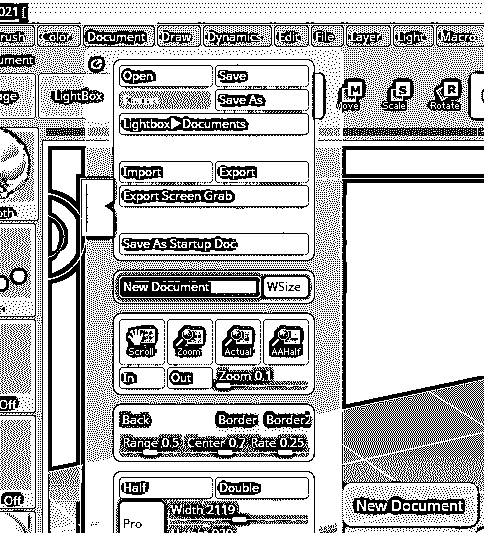 021 [
rush Color Document Draw Dynamics Edit File Layer Light Macro
ument
age LightBox
Open Save
Save As
Lightbox▶Documents
Move Scale Rotate
Import Export
Export Screen Grab
Save As Startup Doc
New Document WSize
Scroll Zoom Actual AAHalf
In Out Zoom 0.1
Back Border Border2
Range 0.5 Center 0.7 Rate 0.25
Off
Off
Half Double
Pro Width 2119
New Document